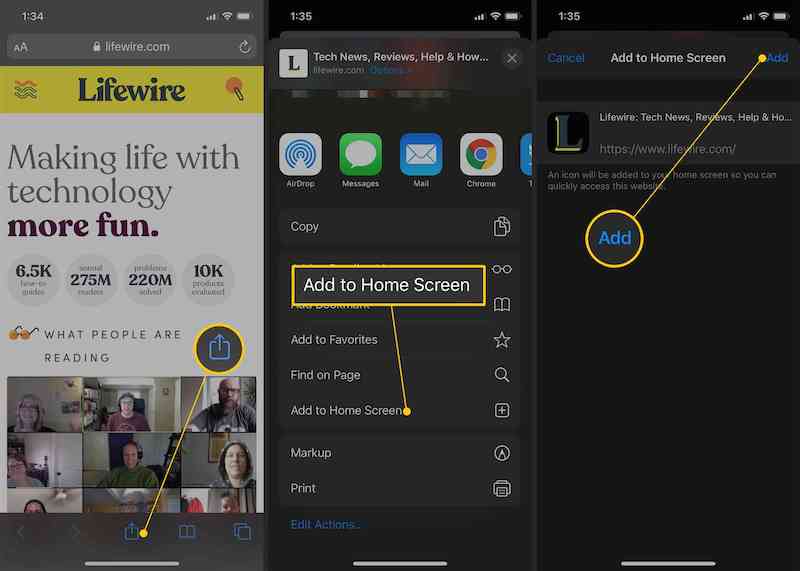 1:34
AA
lifewire.com
Lifewire
Making life with
technology
more fun.
6.5K
how-to
guides
annual
275M
readers
problems
220M
solved
10K
products
evaluated
WHAT PEOPLE ARE
READING
1:35
L
Tech News, Reviews, Help & How...
lifewire.com Options >
AirDrop
Messages
Mail
Chrome
T
Copy
Add to Home Screen
Add Bookmark
Add to Favorites
Find on Page
Add to Home Screen
Markup
Print
Edit Actions...
1:35
Cancel
Add to Home Screen
Add
L
Lifewire: Tech News, Reviews, Help & Ho...
https://www.lifewire.com/
An icon will be added to your home screen so you can
quickly access this website.
Add